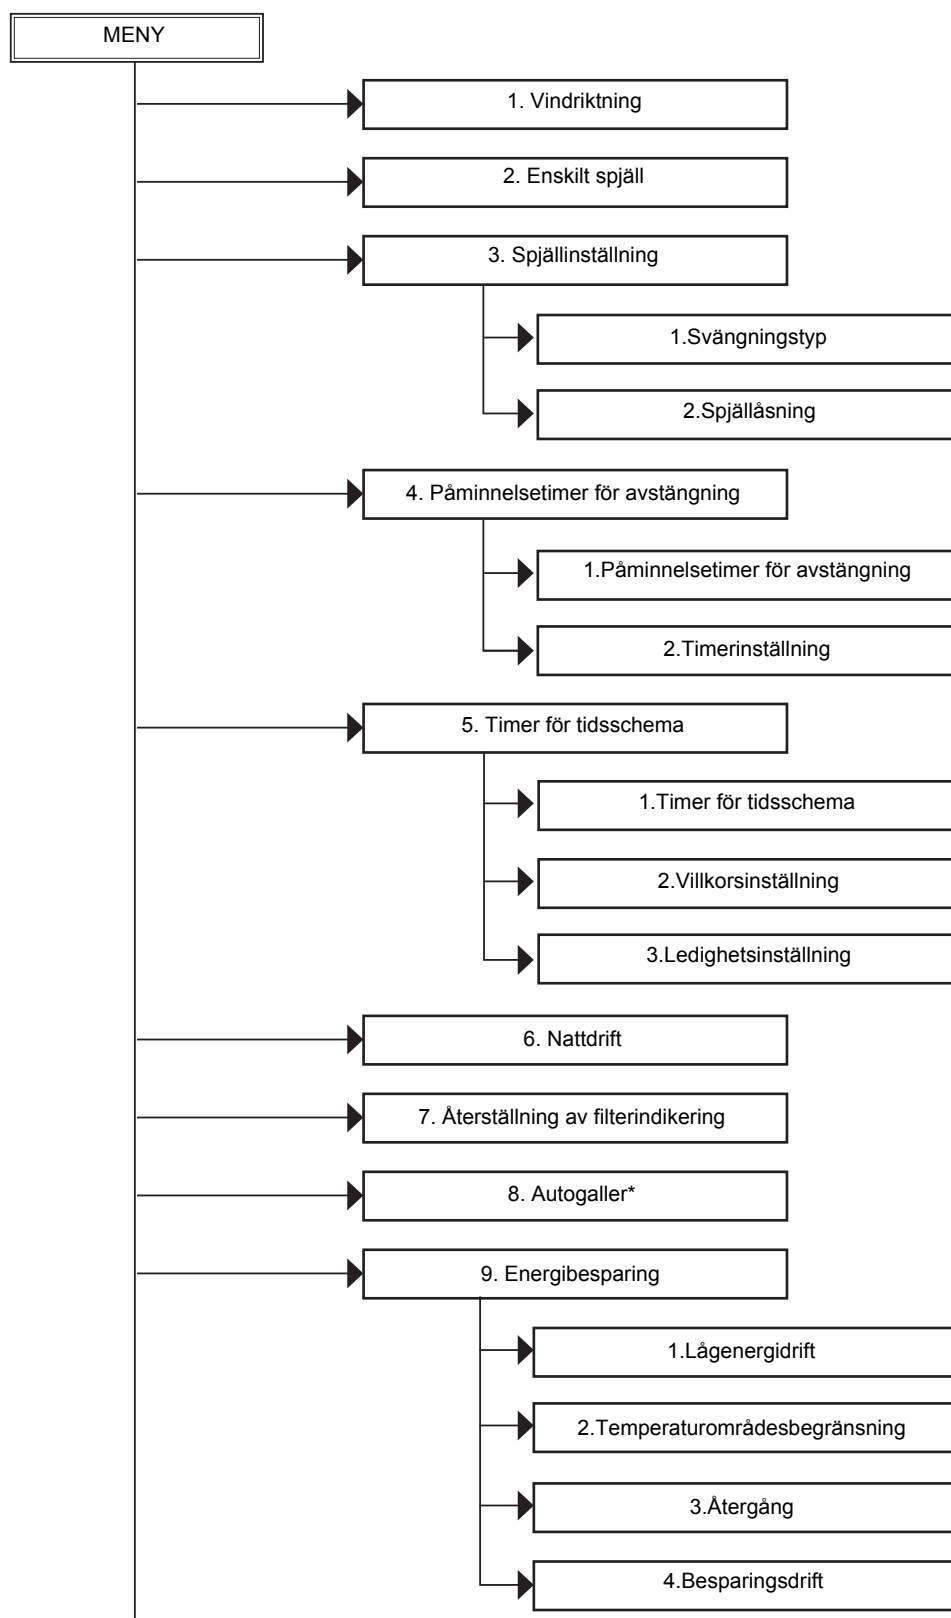 MENY
1. Vindriktning
2. Enskilt spjäll
3. Spjällinställning
1.Svängningstyp
2.Spjällåsning
4. Påminnelsetimer för avstängning
1.Påminnelsetimer för avstängning
2.Timerinställning
5. Timer för tidsschema
1.Timer för tidsschema
2.Villkorsinställning
3.Ledighetsinställning
6. Nattdrift
7. Återställning av filterindikering
8. Autogaller*
9. Energibesparing
1.Lågenergidrift
2.Temperaturområdesbegränsning
3.Återgång
4.Besparingsdrift